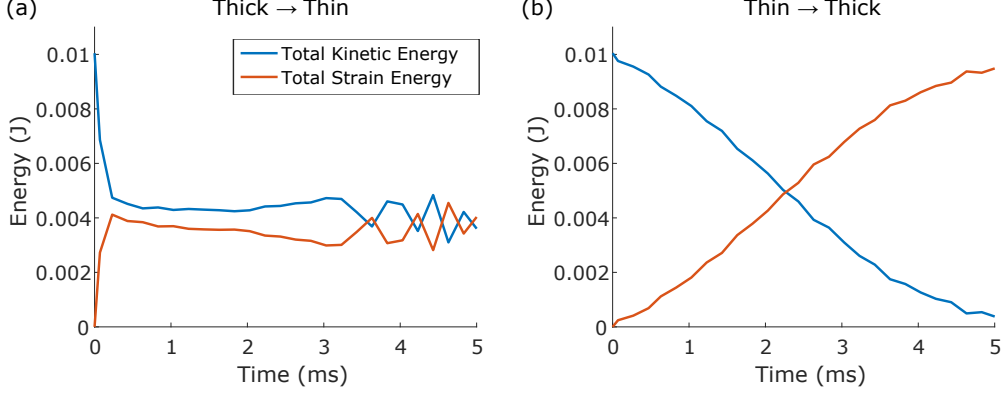 (a)
Thick → Thin
0.01
0.008
0.006
0.004
0.002
0
Energy (J)
Total Kinetic Energy
Total Strain Energy
0 1 2 3 4 5
Time (ms)
(b)
Thin → Thick
0.01
0.008
0.006
0.004
0.002
0
Energy (J)
0 1 2 3 4 5
Time (ms)